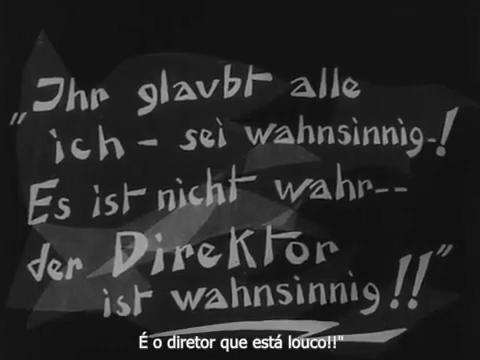 „Ihr glaubt alle
ich – sei wahnsinnig-!
Es ist nicht wahr--
der Direktor
ist wahnsinnig!!"
É o diretor que está louco!!"